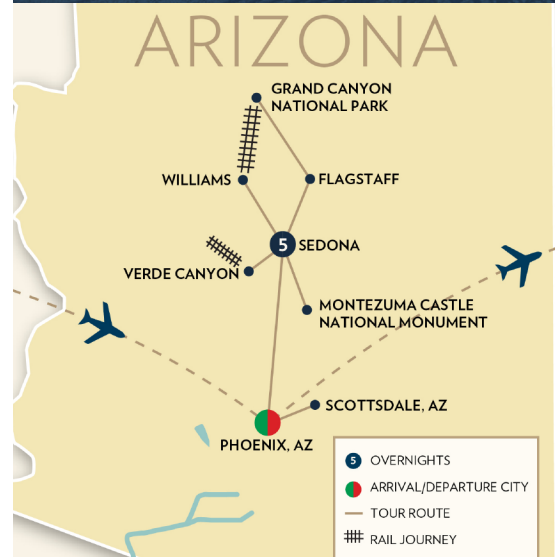 ARIZONA
GRAND CANYON
NATIONAL PARK
WILLIAMS
FLAGSTAFF
5 SEDONA
VERDE CANYON
MONTEZUMA CASTLE
NATIONAL MONUMENT
SCOTTSDALE, AZ
PHOENIX, AZ
5 OVERNIGHTS
ARRIVAL/DEPARTURE CITY
TOUR ROUTE
RAIL JOURNEY